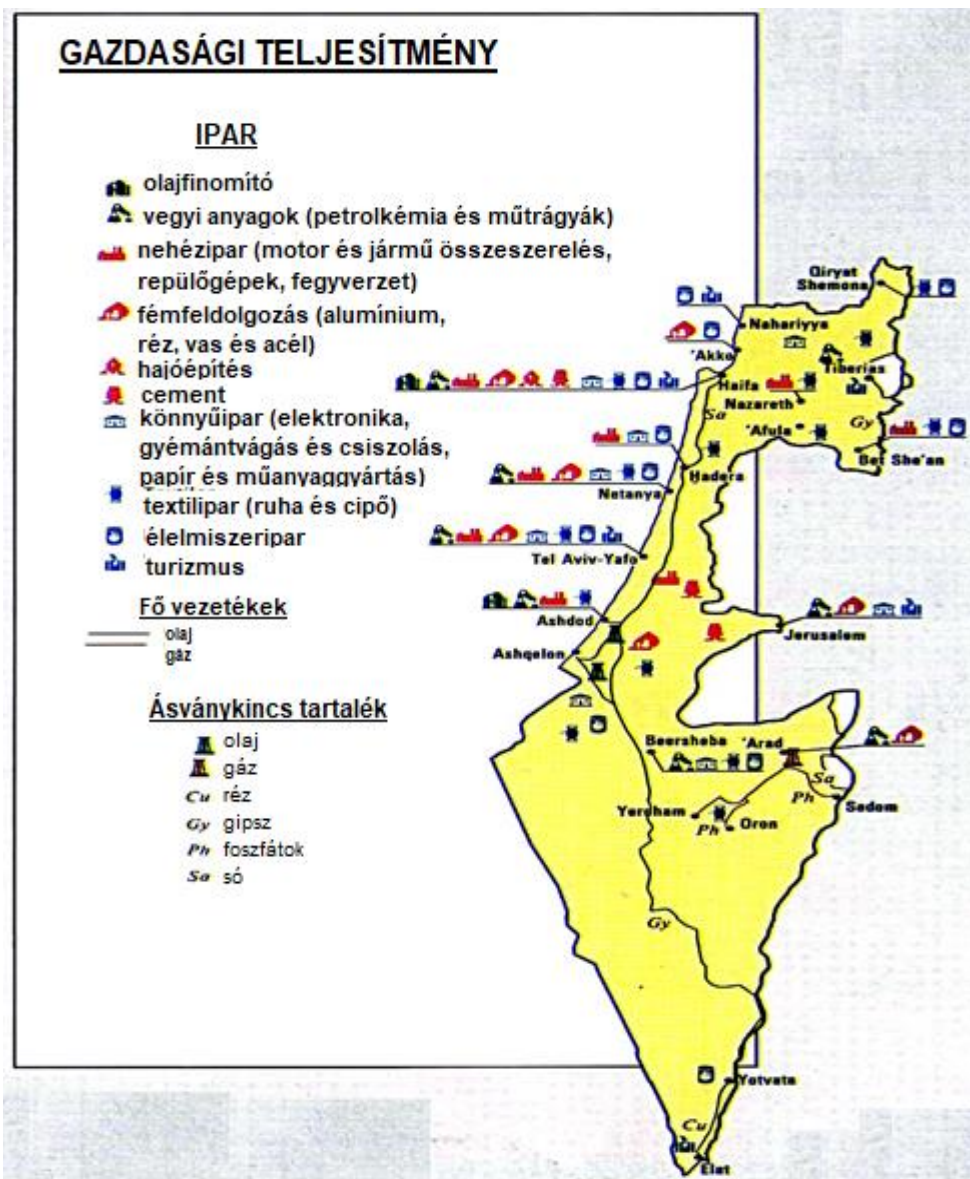 GAZDASÁGI TELJESÍTMÉNY
IPAR
olajfinomító
vegyi anyagok (petrolkémia és műtrágyák)
nehézipar (motor és jármű összeszerelés,
repülőgépek, fegyverzet)
fémfeldolgozás (alumínium,
réz, vas és acél)
hajóépítés
cement
könnyűipar (elektronika,
gyémántvágás és csiszolás,
papír és műanyaggyártás)
textilipar (ruha és cipő)
élelmiszeripar
turizmus
Fő vezetékek
olaj
gáz
Ásványkincs tartalék
olaj
gáz
Cu réz
Gy gipsz
Ph foszfátok
Sa só
Qiryat
Shemona
Nahariyya
'Akko
Tiberias
Haifa
Nazareth
Sa
'Afula
Gy
Bet She'an
Hadera
Netanya
Tel Aviv-Yafo
Ashdod
Jerusalem
Ashqelon
Beersheba
'Arad
Sa
Ph
Sedom
Yeroham
Ph
Oron
Gy
Yotvata
Cu
Elat